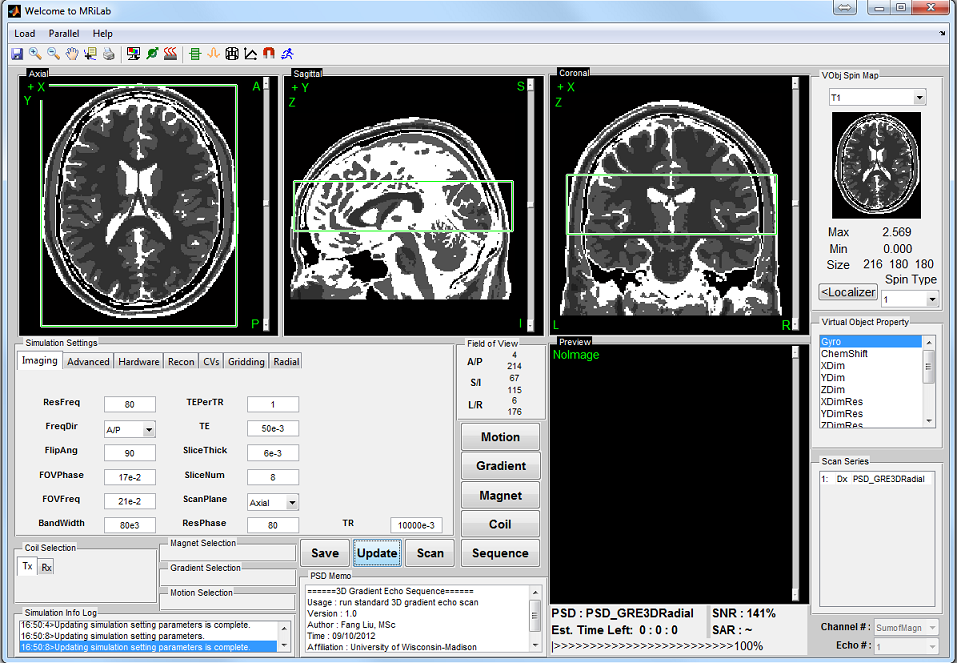 Welcome to MRiLab
Load Parallel Help
Axial
+ X
Y
A
P
Sagittal
+ Y
Z
S
I
Coronal
+ X
Z
L
R
VObj Spin Map
T1
Max 2.569
Min 0.000
Size 216 180 180
Spin Type
<Localizer
1
Simulation Settings
Imaging Advanced Hardware Recon CVs Gridding Radial
ResFreq 80 TEPerTR 1
FreqDir A/P TE 50e-3
FlipAng 90 SliceThick 6e-3
FOVPhase 17e-2 SliceNum 8
FOVFreq 21e-2 ScanPlane Axial
BandWidth 80e3 ResPhase 80 TR 10000e-3
Field of View
A/P 4
214
S/I 67
115
L/R 6
176
Motion
Gradient
Magnet
Coil
Sequence
Preview
NoImage
Virtual Object Property
Gyro
ChemShift
XDim
YDim
ZDim
XDimRes
YDimRes
ZDimRes
Scan Series
1: Dx PSD_GRE3DRadial
Coil Selection
Tx Rx
Magnet Selection
Gradient Selection
Motion Selection
Save Update Scan
Simulation Info Log
16:50:4>Updating simulation setting parameters is complete.
16:50:8>Updating simulation setting parameters.
16:50:8>Updating simulation setting parameters is complete.
PSD Memo
======3D Gradient Echo Sequence======
Usage : run standard 3D gradient echo scan
Version : 1.0
Author : Fang Liu, MSc
Time : 09/10/2012
Affiliation : University of Wisconsin-Madison
PSD : PSD_GRE3DRadial SNR : 141%
Est. Time Left: 0 : 0 : 0 SAR : ~
|>>>>>>>>>>>>>>>>>>>>>>>>>100%
Channel # : SumofMagn
Echo # : 1